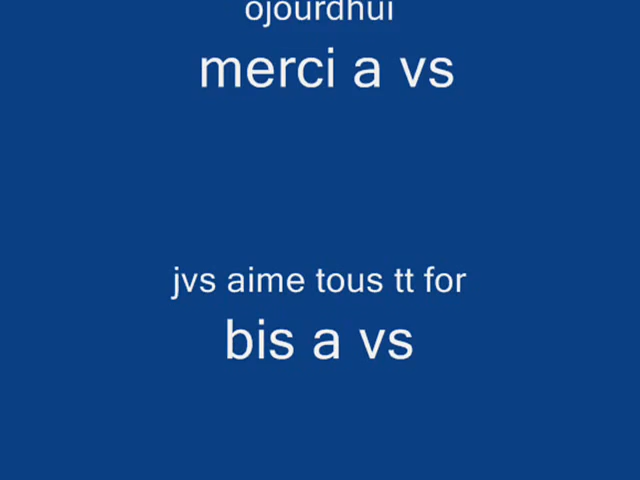 ojourdhui
merci a vs
jvs aime tous tt for
bis a vs